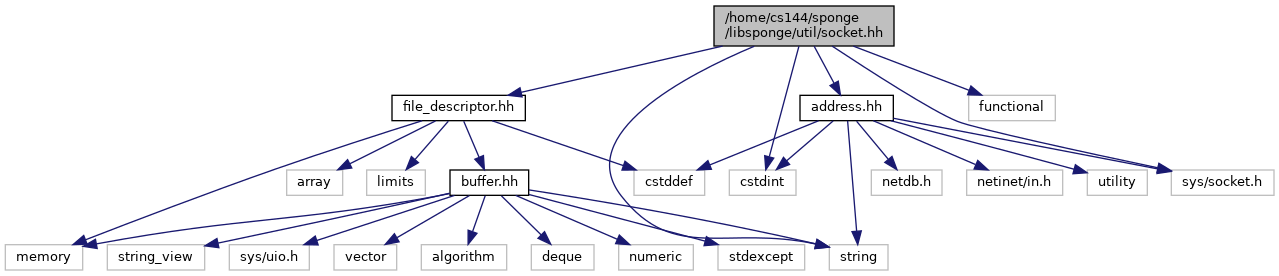 /home/cs144/sponge
/libsponge/util/socket.hh
file_descriptor.hh
address.hh
functional
array
limits
buffer.hh
cstddef
cstdint
netdb.h
netinet/in.h
utility
sys/socket.h
memory
string_view
sys/uio.h
vector
algorithm
deque
numeric
stdexcept
string